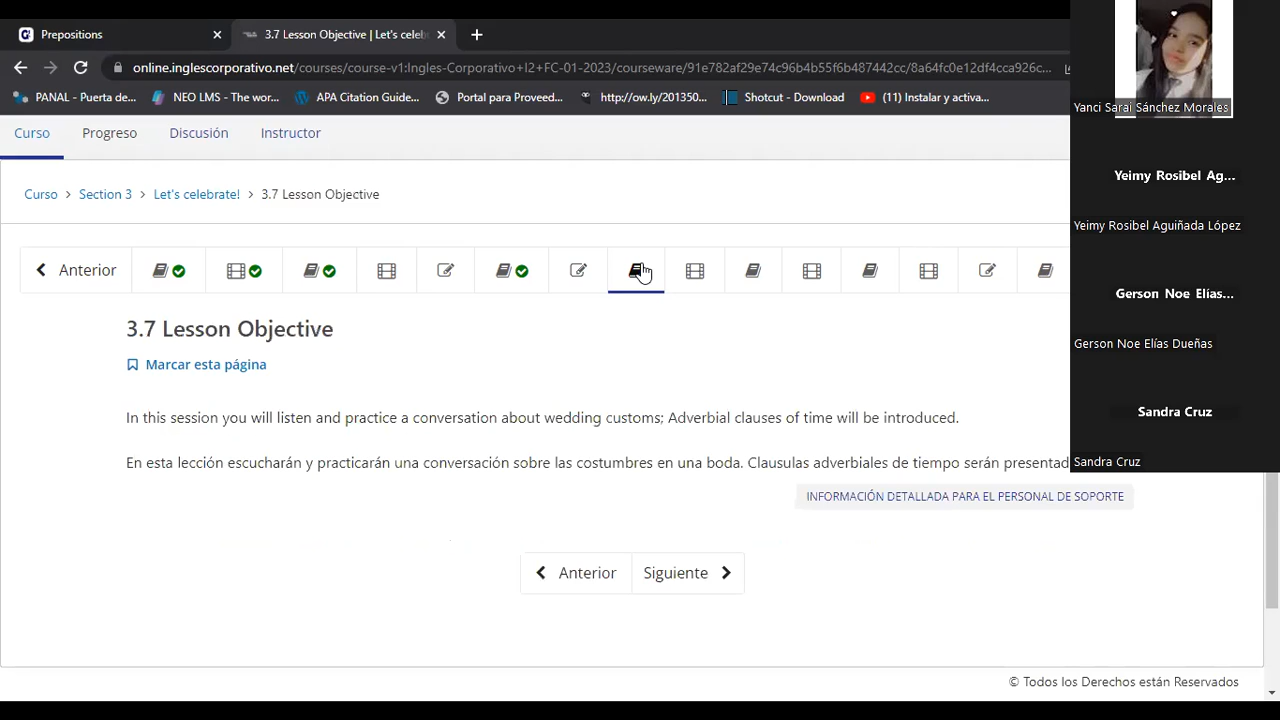 Prepositions
3.7 Lesson Objective | Let's celeb
online.inglescorporativo.net/courses/course-v1:Ingles-Corporativo+I2+FC-01-2023/courseware/91e782af29e74c96b4b55f6b487442cc/8a64fc0e12df4cca926c...
PANAL - Puerta de...
NEO LMS - The wor...
APA Citation Guide...
Portal para Proveed...
http://ow.ly/201350...
Shotcut - Download
(11) Instalar y activa...
Curso
Progreso
Discusión
Instructor
Curso > Section 3 > Let's celebrate! > 3.7 Lesson Objective
Anterior
3.7 Lesson Objective
Marcar esta página
In this session you will listen and practice a conversation about wedding customs; Adverbial clauses of time will be introduced.
En esta lección escucharán y practicarán una conversación sobre las costumbres en una boda. Clausulas adverbiales de tiempo serán presentad
INFORMACIÓN DETALLADA PARA EL PERSONAL DE SOPORTE
Anterior
Siguiente
© Todos los Derechos están Reservados
Yanci Sarai Sánchez Morales
Yeimy Rosibel Ag...
Yeimy Rosibel Aguiñada López
Gerson Noe Elías...
Gerson Noe Elías Dueñas
Sandra Cruz
Sandra Cruz